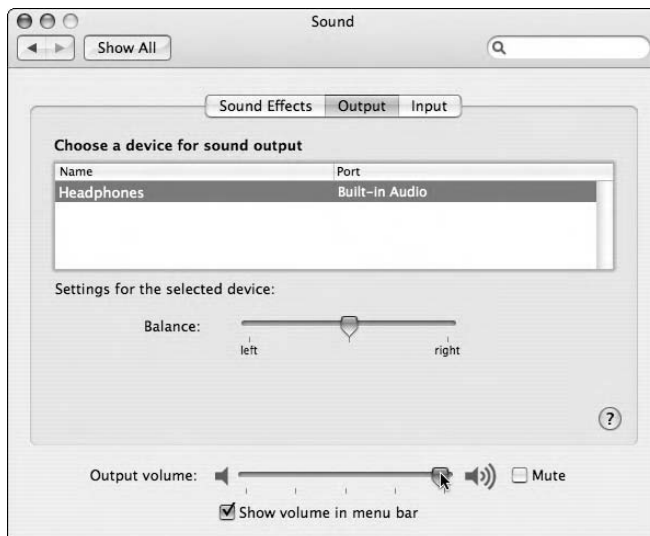 Sound
Show All
Sound Effects Output Input
Choose a device for sound output
Name Port
Headphones Built-in Audio
Settings for the selected device:
Balance:
left right
?
Output volume: Mute
Show volume in menu bar